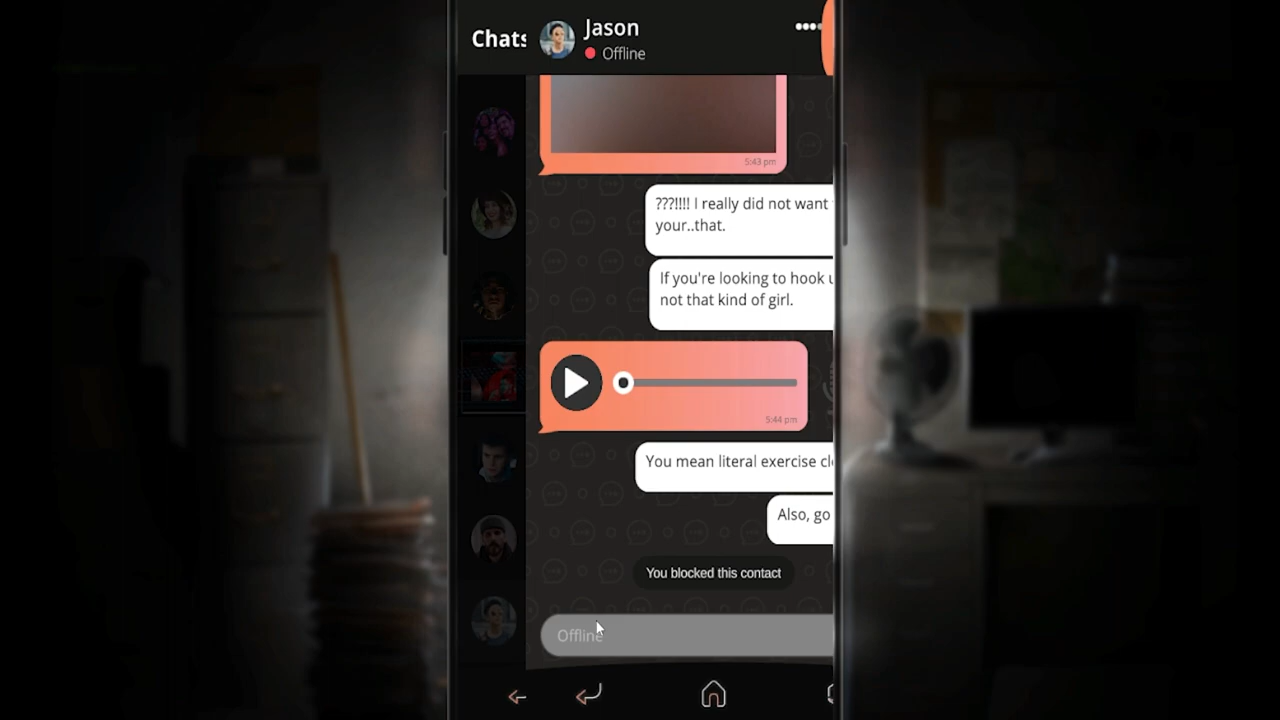 Chats
Jason
Offline
5:43 pm
???!!!! I really did not want
your..that.
If you're looking to hook
not that kind of girl.
5:44 pm
You mean literal exercise
Also, go
You blocked this contact
Offline